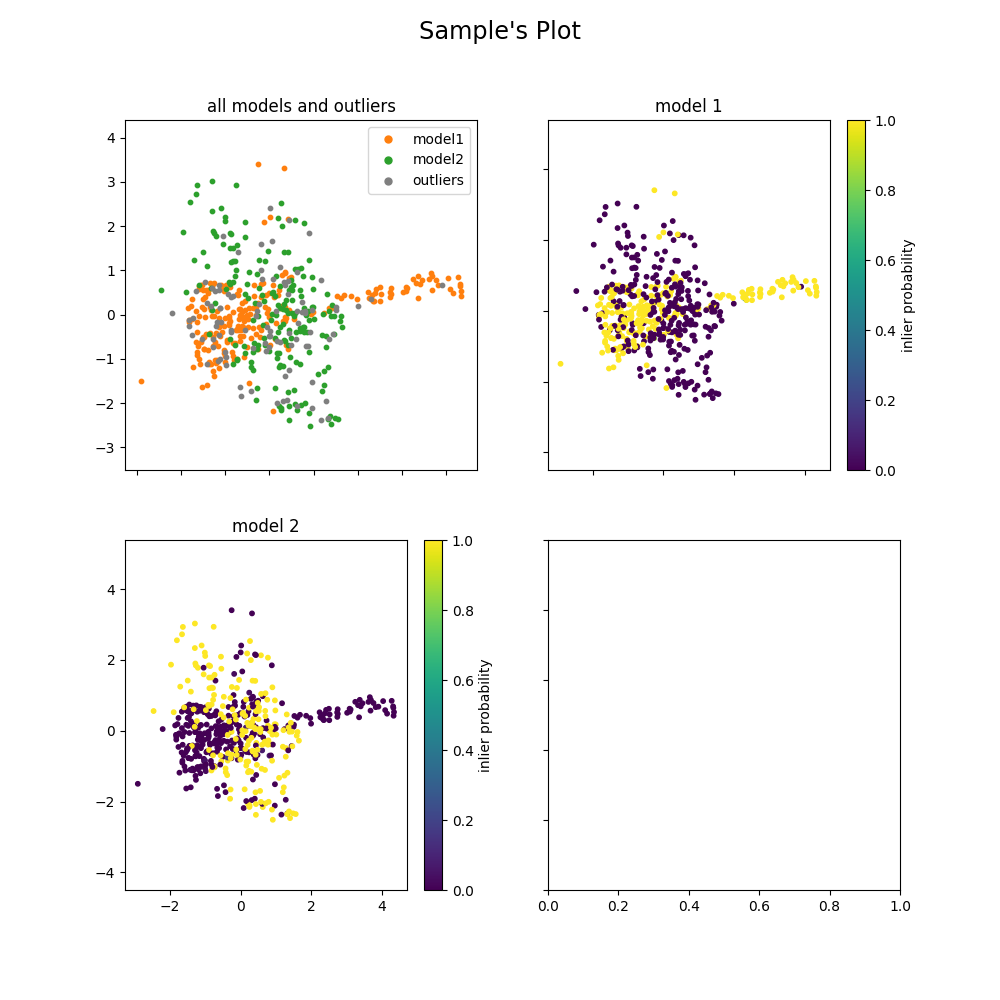 Sample's Plot
all models and outliers
model1
model2
outliers
4
3
2
1
0
−1
−2
−3
model 1
1.0
0.8
0.6
0.4
0.2
0.0
inlier probability
model 2
4
2
0
−2
−4
−2 0 2 4
1.0
0.8
0.6
0.4
0.2
0.0
inlier probability
0.0 0.2 0.4 0.6 0.8 1.0